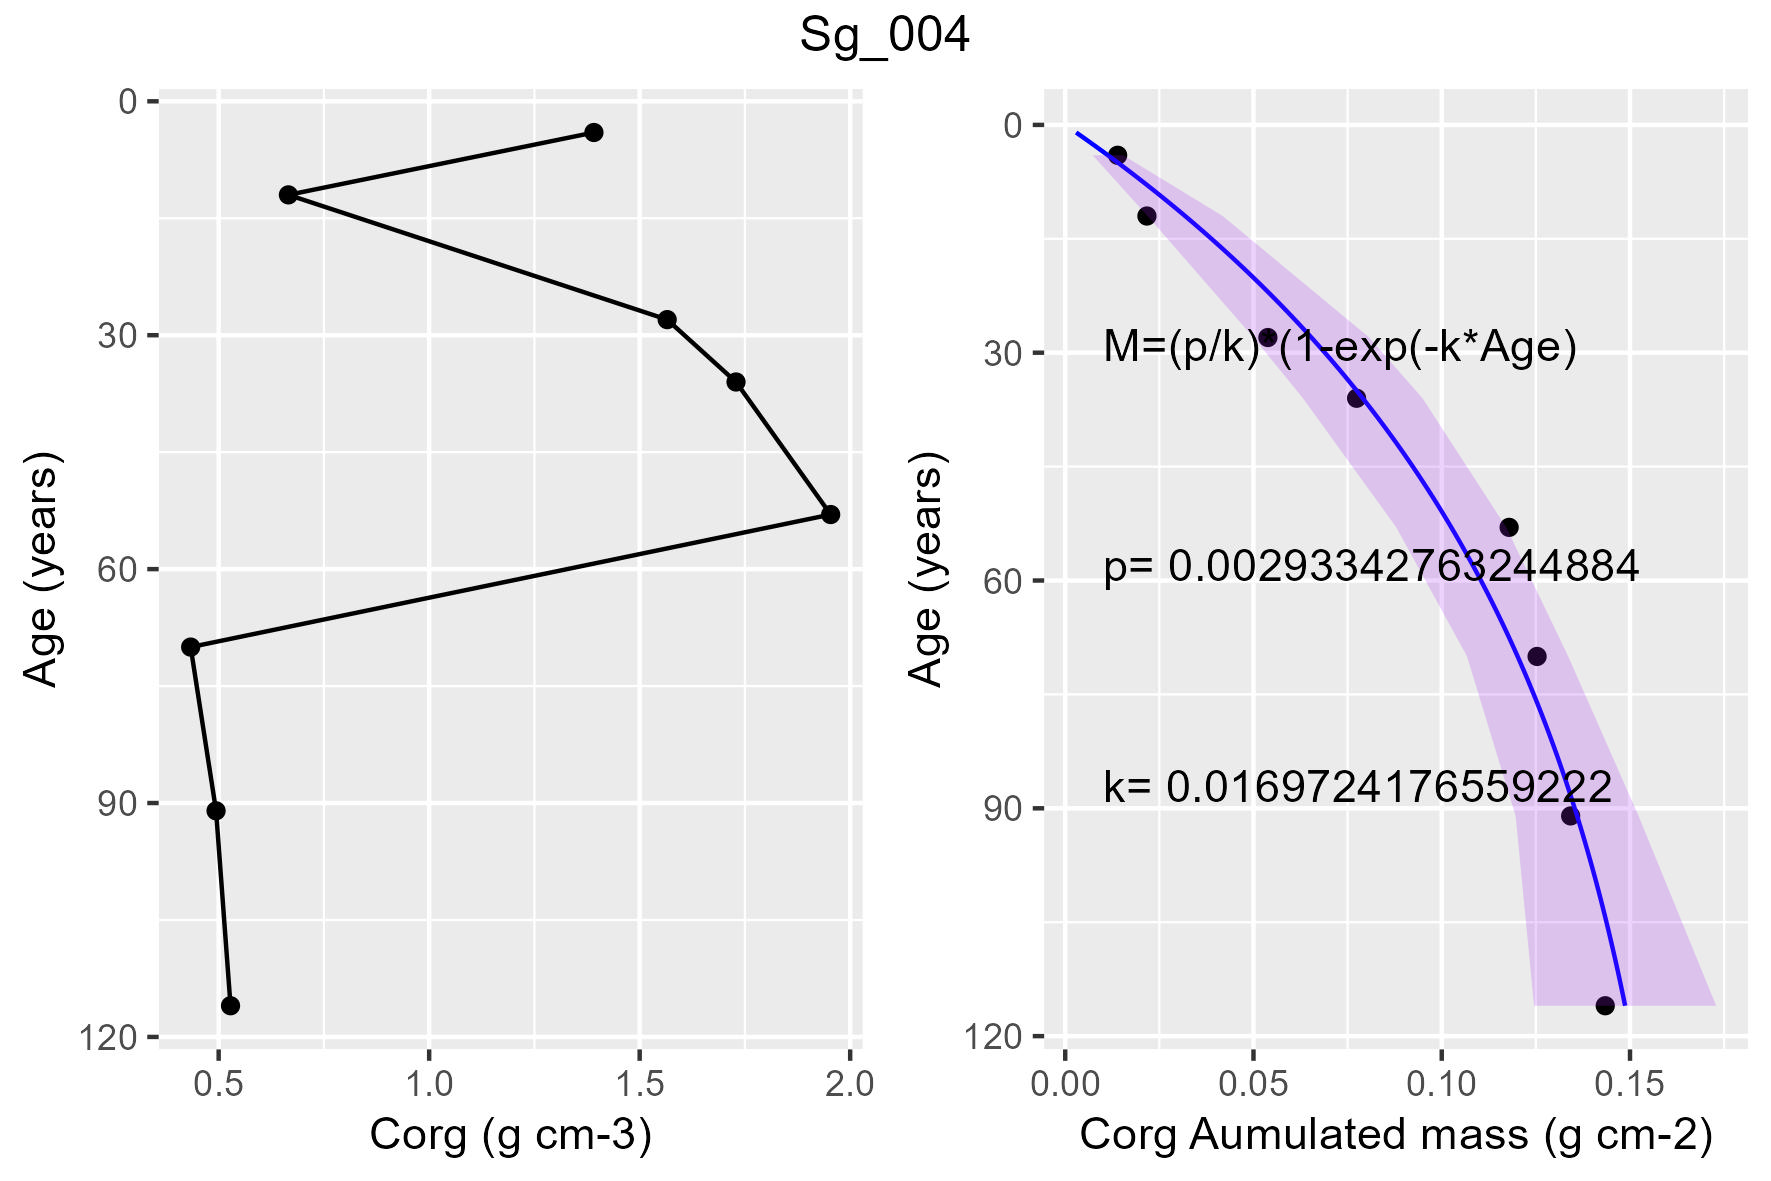 Sg_004
0
30
60
90
120
Age (years)
0.5
1.0
1.5
2.0
Corg (g cm-3)
0
30
60
90
120
Age (years)
M=(p/k)*(1-exp(-k*Age)
p= 0.00293342763244884
k= 0.0169724176559222
0.00
0.05
0.10
0.15
Corg Aumulated mass (g cm-2)